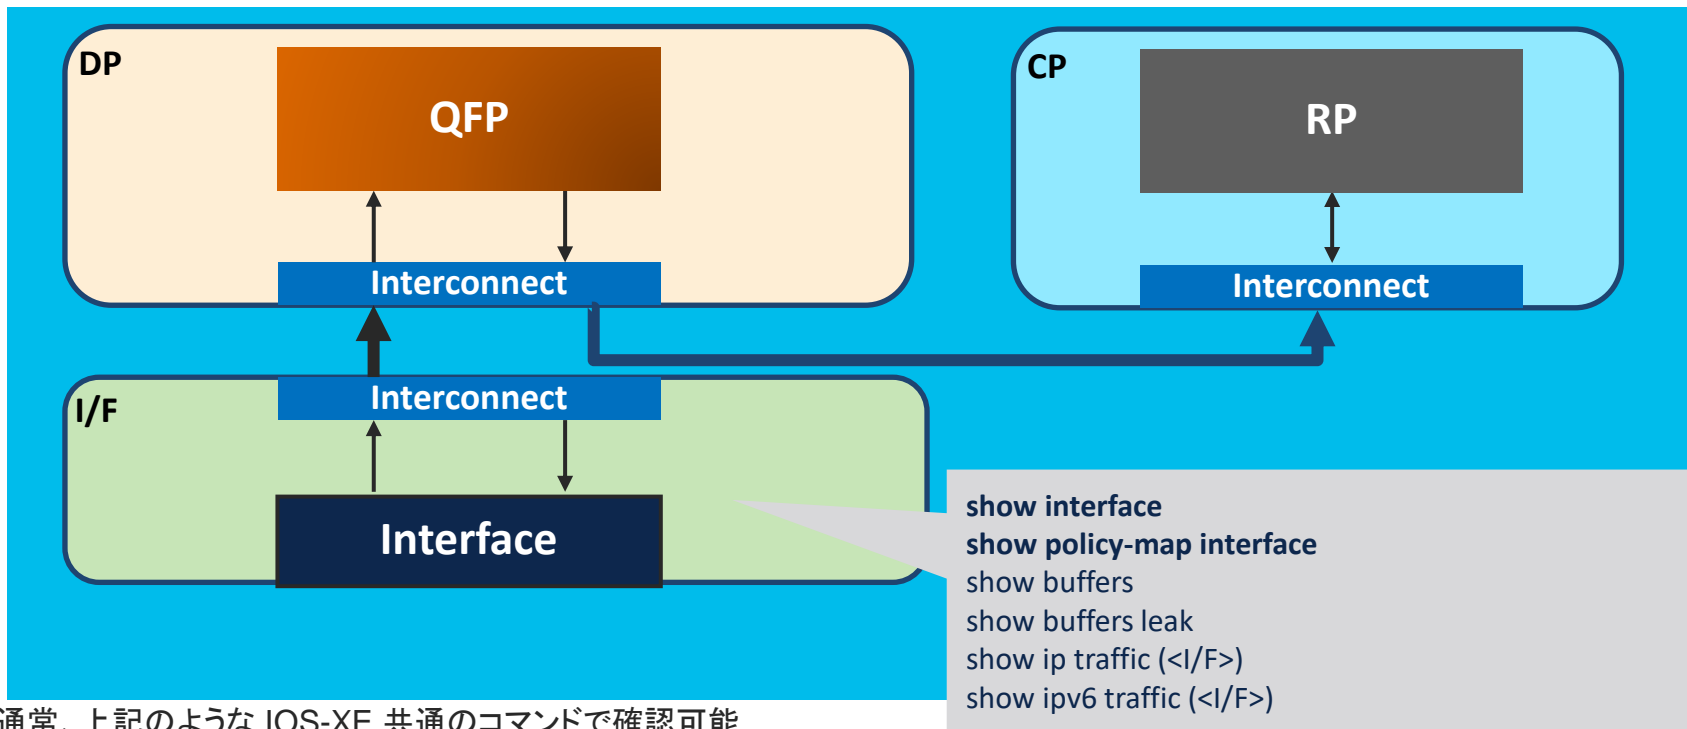 DP
QFP
Interconnect
CP
RP
Interconnect
I/F
Interconnect
Interface
show interface
show policy-map interface
show buffers
show buffers leak
show ip traffic (<I/F>)
show ipv6 traffic (<I/F>)
通常、上記のような IOS-XE 共通のコマンドで確認可能